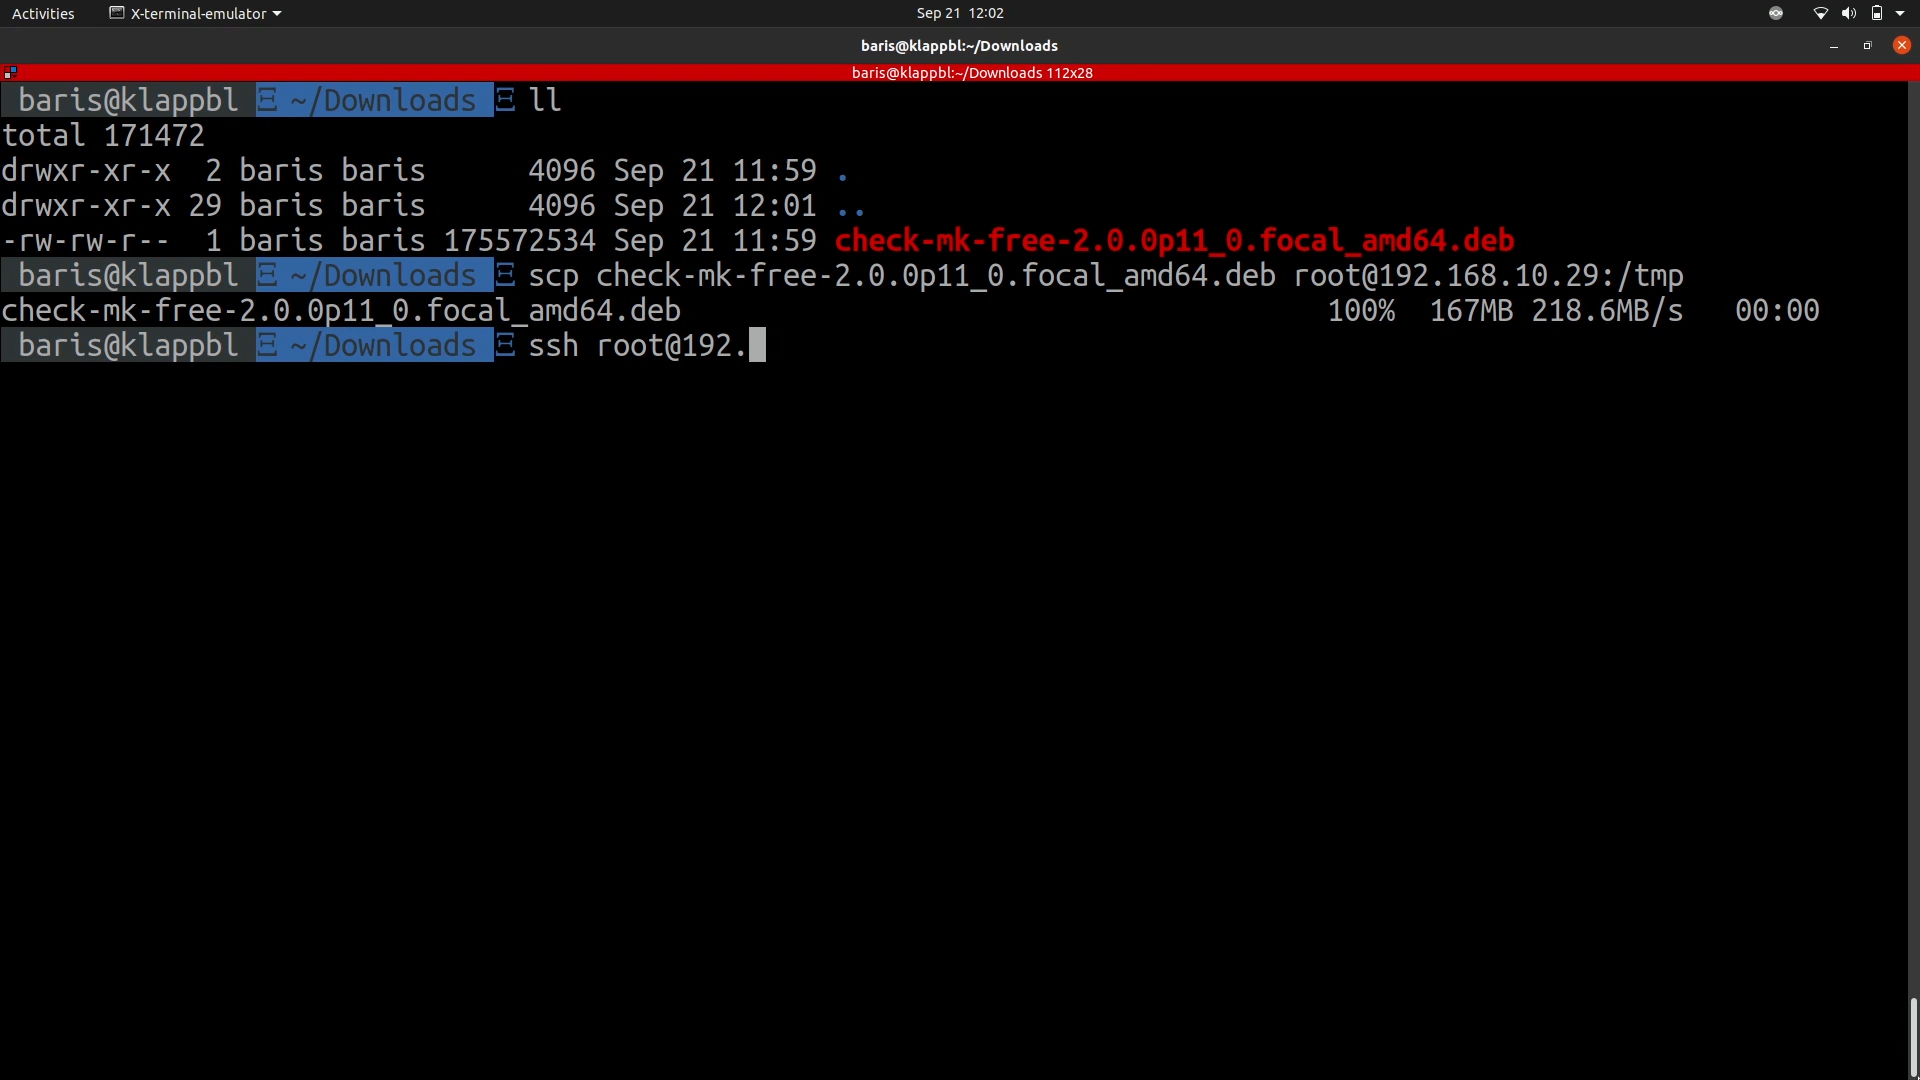 Activities X-terminal-emulator Sep 21 12:02
baris@klappbl:~/Downloads
baris@klappbl:~/Downloads 112x28
baris@klappbl Ξ ~/Downloads Ξ ll
total 171472
drwxr-xr-x  2 baris baris      4096 Sep 21 11:59 .
drwxr-xr-x 29 baris baris      4096 Sep 21 12:01 ..
-rw-rw-r--  1 baris baris 175572534 Sep 21 11:59 check-mk-free-2.0.0p11_0.focal_amd64.deb
baris@klappbl Ξ ~/Downloads Ξ scp check-mk-free-2.0.0p11_0.focal_amd64.deb root@192.168.10.29:/tmp
check-mk-free-2.0.0p11_0.focal_amd64.deb 100%  167MB 218.6MB/s   00:00
baris@klappbl Ξ ~/Downloads Ξ ssh root@192.